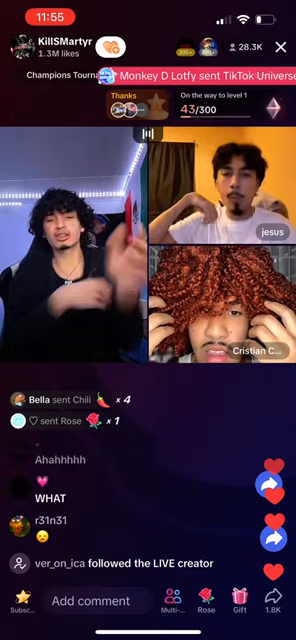 11:55
KillSMartyr
1.3M likes
300+
28.3K
Champions Tourna
Monkey D Lotfy sent TikTok Universe
Thanks
On the way to level 1
43/300
jesus
Cristian C...
Bella sent Chili x 4
♡ sent Rose x 1
Ahahhhhh
WHAT
r31n31
ver_on_ica followed the LIVE creator
Subsc...
Add comment
Multi-...
Rose
Gift
1.8K